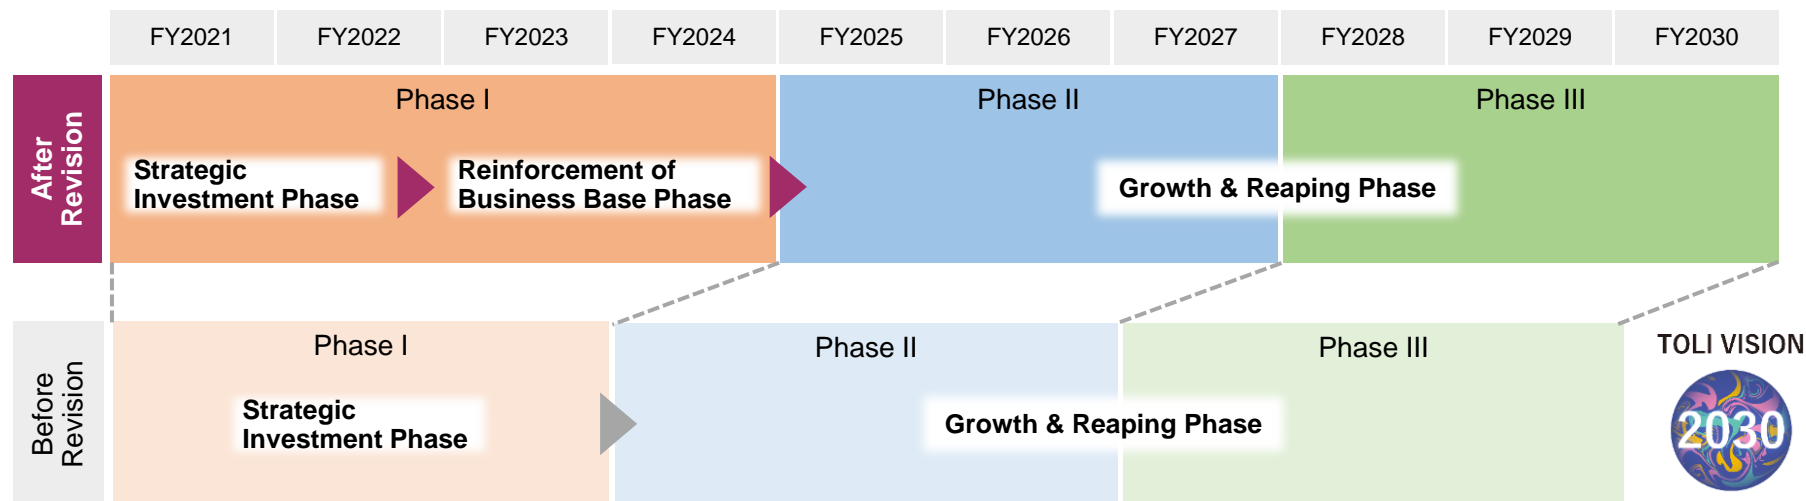 FY2021 FY2022 FY2023 FY2024 FY2025 FY2026 FY2027 FY2028 FY2029 FY2030
After
Revision
Phase I
Phase II
Phase III
Strategic
Investment Phase
Reinforcement of
Business Base Phase
Growth & Reaping Phase
Before
Revision
Phase I
Phase II
Phase III
Strategic
Investment Phase
Growth & Reaping Phase
TOLI VISION
2030